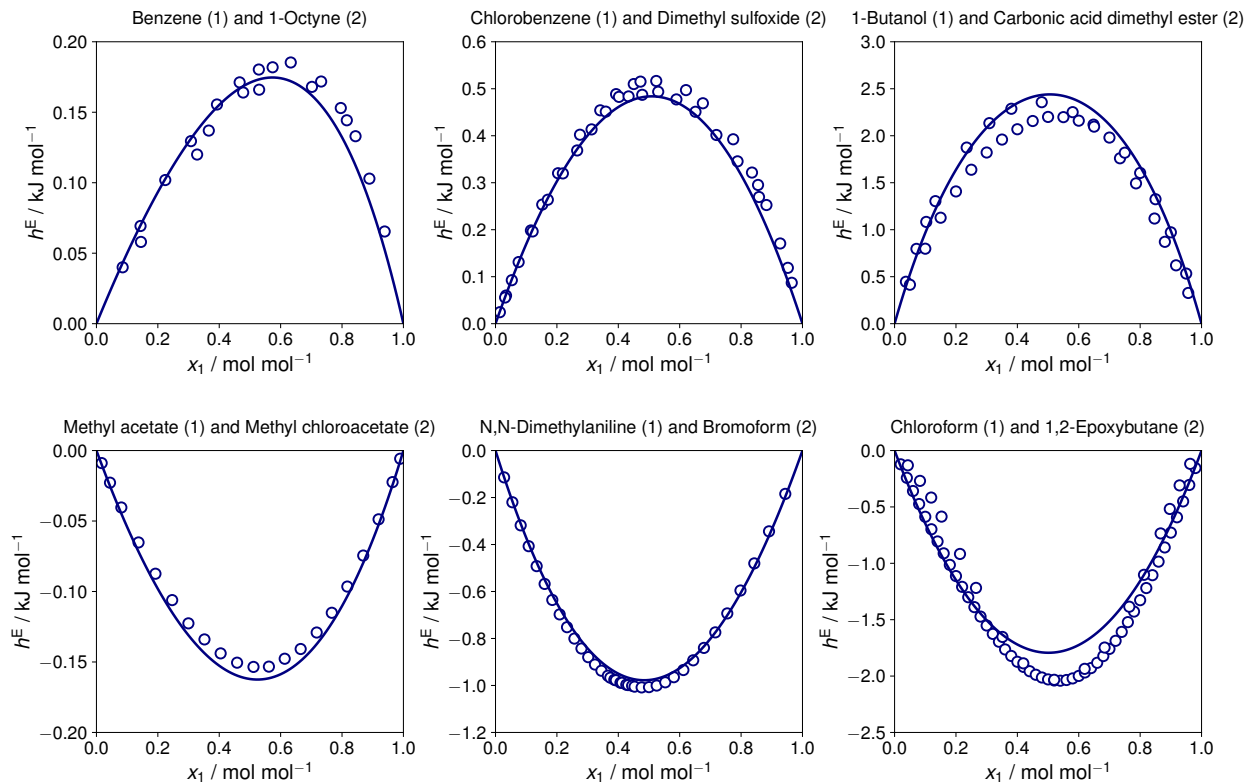 Benzene (1) and 1-Octyne (2)
0.20
0.15
0.10
0.05
0.00
hᴱ / kJ mol⁻¹
0.0 0.2 0.4 0.6 0.8 1.0
x₁ / mol mol⁻¹
Chlorobenzene (1) and Dimethyl sulfoxide (2)
0.6
0.5
0.4
0.3
0.2
0.1
0.0
hᴱ / kJ mol⁻¹
0.0 0.2 0.4 0.6 0.8 1.0
x₁ / mol mol⁻¹
1-Butanol (1) and Carbonic acid dimethyl ester (2)
3.0
2.5
2.0
1.5
1.0
0.5
0.0
hᴱ / kJ mol⁻¹
0.0 0.2 0.4 0.6 0.8 1.0
x₁ / mol mol⁻¹
Methyl acetate (1) and Methyl chloroacetate (2)
0.00
−0.05
−0.10
−0.15
−0.20
hᴱ / kJ mol⁻¹
0.0 0.2 0.4 0.6 0.8 1.0
x₁ / mol mol⁻¹
N,N-Dimethylaniline (1) and Bromoform (2)
0.0
−0.2
−0.4
−0.6
−0.8
−1.0
−1.2
hᴱ / kJ mol⁻¹
0.0 0.2 0.4 0.6 0.8 1.0
x₁ / mol mol⁻¹
Chloroform (1) and 1,2-Epoxybutane (2)
0.0
−0.5
−1.0
−1.5
−2.0
−2.5
hᴱ / kJ mol⁻¹
0.0 0.2 0.4 0.6 0.8 1.0
x₁ / mol mol⁻¹